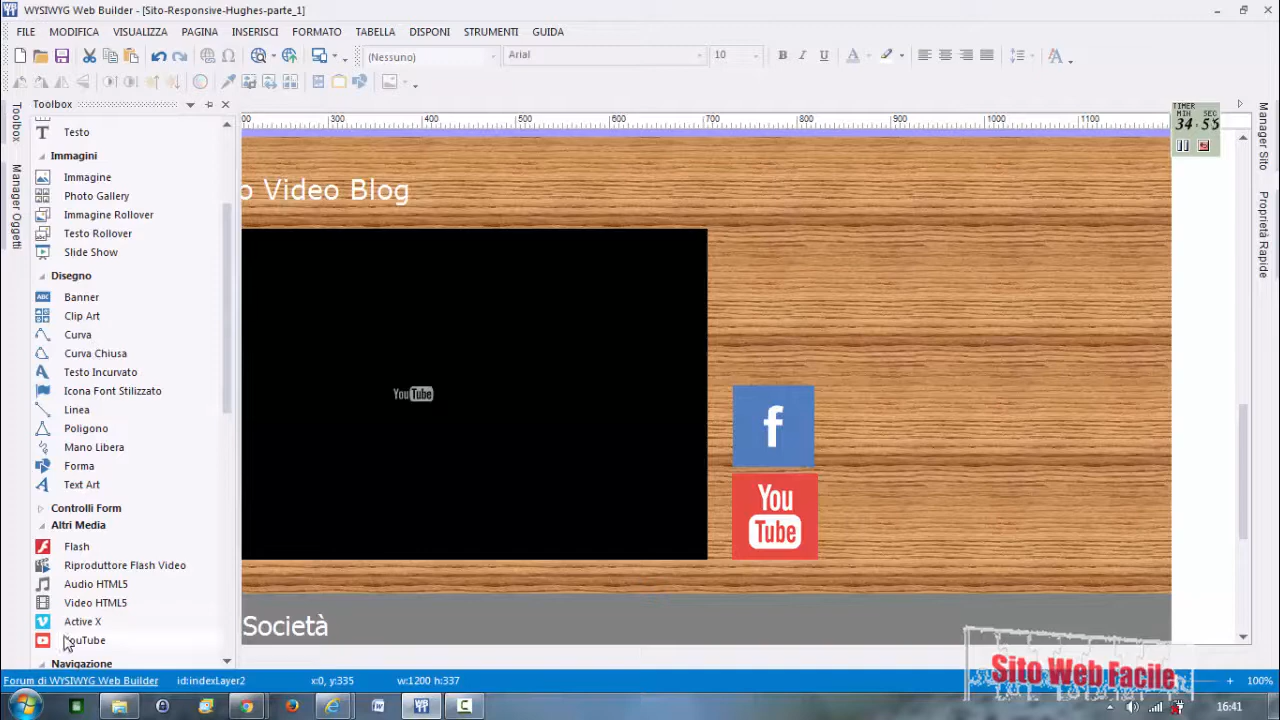 WYSIWYG Web Builder - [Sito-Responsive-Hughes-parte_1]
FILE MODIFICA VISUALIZZA PAGINA INSERISCI FORMATO TABELLA DISPONI STRUMENTI GUIDA
(Nessuno) Arial 10 B I U
Toolbox
Toolbox
Manager Oggetti
Testo
Immagini
Immagine
Photo Gallery
Immagine Rollover
Testo Rollover
Slide Show
Disegno
Banner
Clip Art
Curva
Curva Chiusa
Testo Incurvato
Icona Font Stilizzato
Linea
Poligono
Mano Libera
Forma
Text Art
Controlli Form
Altri Media
Flash
Riproduttore Flash Video
Audio HTML5
Video HTML5
Active X
YouTube
Navigazione
00 300 400 500 600 700 800 900 1000 1100
TIMER
MIN SEC
34.55
Manager Sito
Proprietà Rapide
o Video Blog
YouTube
f
You
Tube
Società
Sito Web Facile
Forum di WYSIWYG Web Builder id:indexLayer2 x:0, y:335 w:1200 h:337 100%
16:41